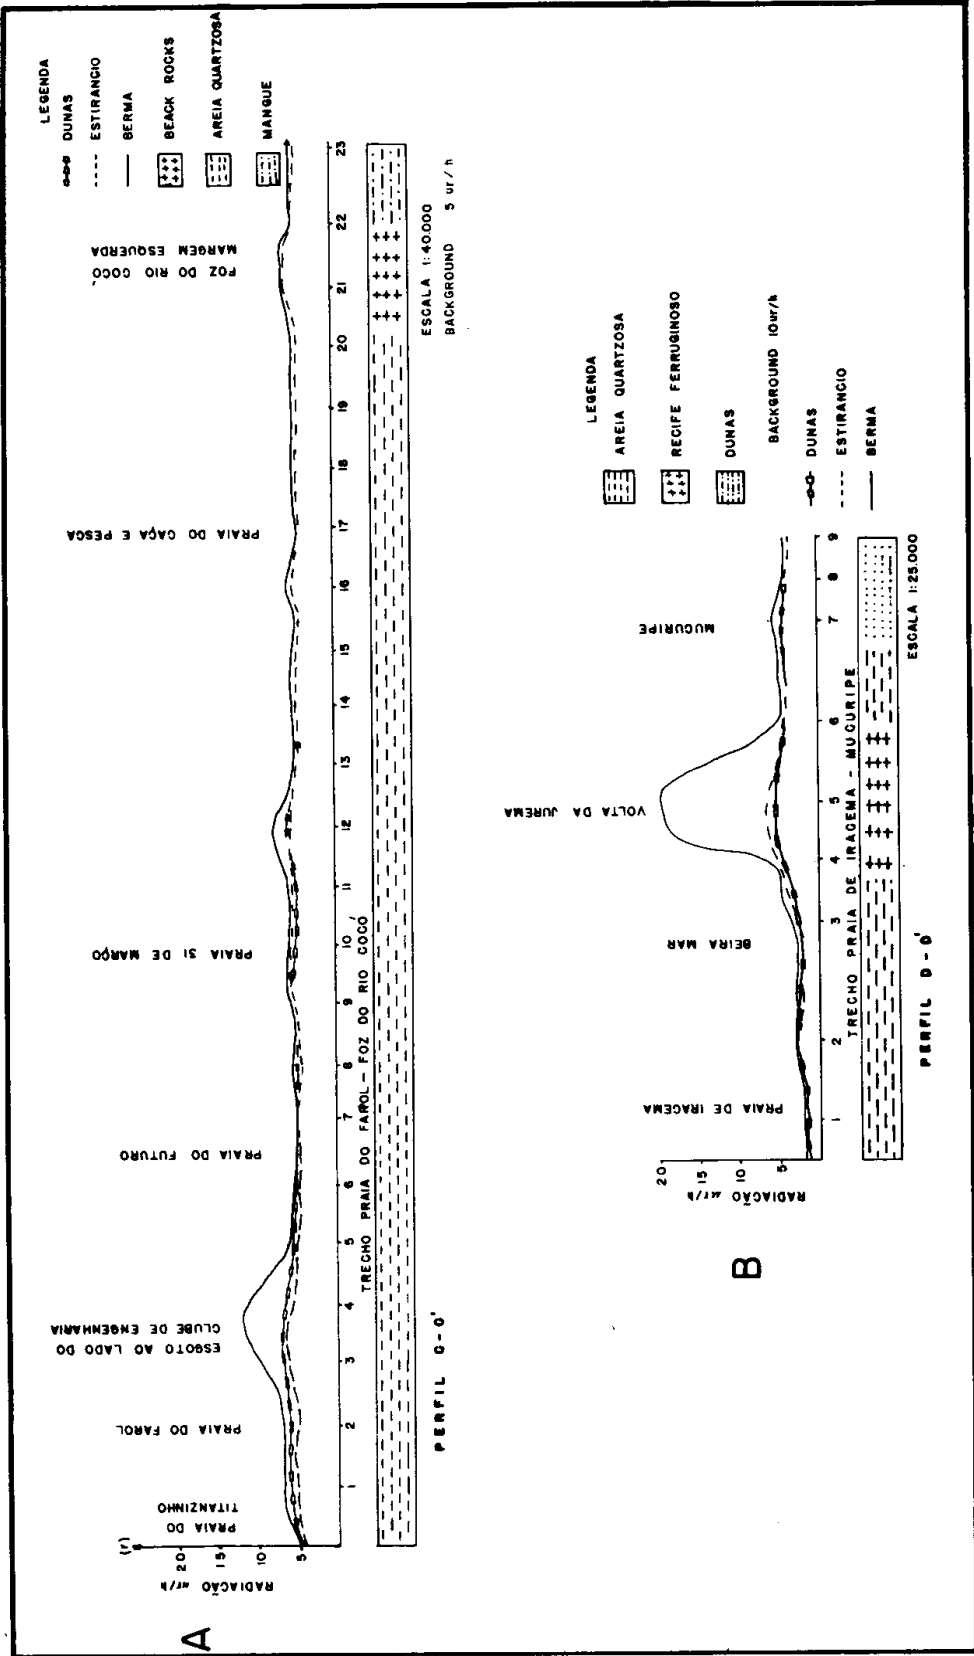 A
RADIAÇÃO ur/h
(r)
20
15
10
5
PRAIA DO
TITANZINHO
PRAIA DO FAROL
ESGOTO AO LADO DO
CLUBE DE ENGENHARIA
PRAIA DO FUTURO
PRAIA 31 DE MARÇO
PRAIA DO CAÇA E PESCA
FOZ DO RIO COCO,
MARGEM ESQUERDA
1 2 3 4 5 6 7 8 9 10 11 12 13 14 15 16 17 18 19 20 21 22 23
TRECHO PRAIA DO FAROL - FOZ DO RIO COCO'
PERFIL C-C'
ESCALA 1:40.000
BACKGROUND 5 ur/h
LEGENDA
DUNAS
ESTIRANCIO
BERMA
BEACK ROCKS
AREIA QUARTZOSA
MANGUE
B
RADIAÇÃO ur/h
20
15
10
5
PRAIA DE IRACEMA
BEIRA MAR
VOLTA DA JUREMA
MUCURIPE
1 2 3 4 5 6 7 8 9
TRECHO PRAIA DE IRACEMA - MUCURIPE
PERFIL D-D'
ESCALA 1:25.000
LEGENDA
AREIA QUARTZOSA
RECIFE FERRUGINOSO
DUNAS
BACKGROUND 10ur/h
DUNAS
ESTIRANCIO
BERMA